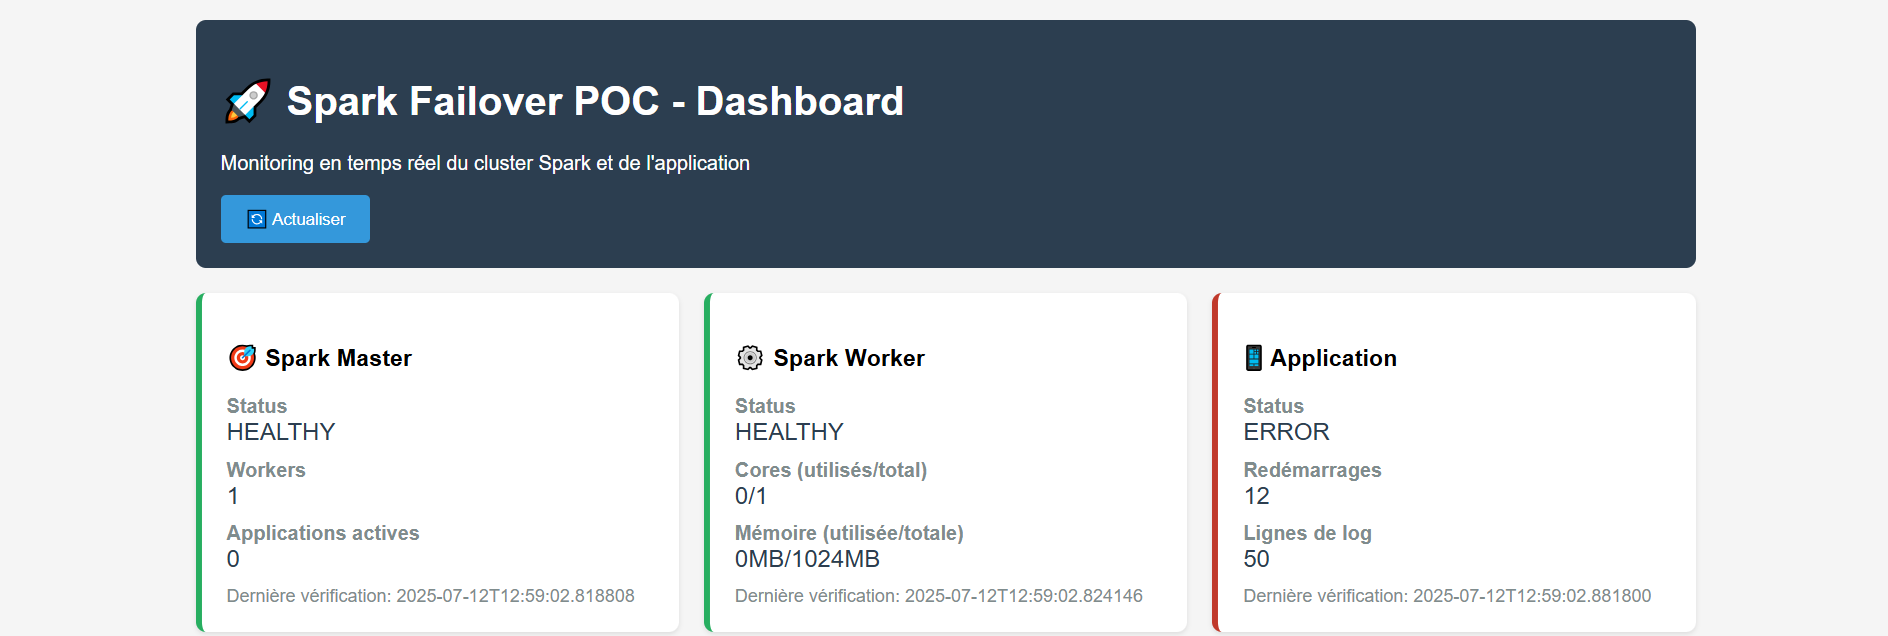 Spark Failover POC - Dashboard
Monitoring en temps réel du cluster Spark et de l'application
Actualiser
Spark Master
Status
HEALTHY
Workers
1
Applications actives
0
Dernière vérification: 2025-07-12T12:59:02.818808
Spark Worker
Status
HEALTHY
Cores (utilisés/total)
0/1
Mémoire (utilisée/totale)
0MB/1024MB
Dernière vérification: 2025-07-12T12:59:02.824146
Application
Status
ERROR
Redémarrages
12
Lignes de log
50
Dernière vérification: 2025-07-12T12:59:02.881800